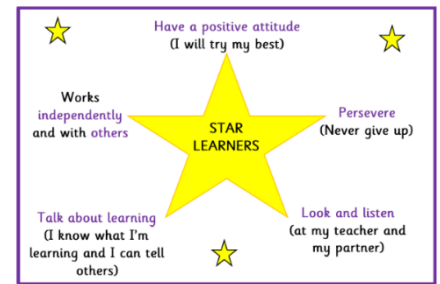 Have a positive attitude
(I will try my best)
Works
independently
and with others
STAR
LEARNERS
Persevere
(Never give up)
Talk about learning
(I know what I'm
learning and I can tell
others)
Look and listen
(at my teacher and
my partner)